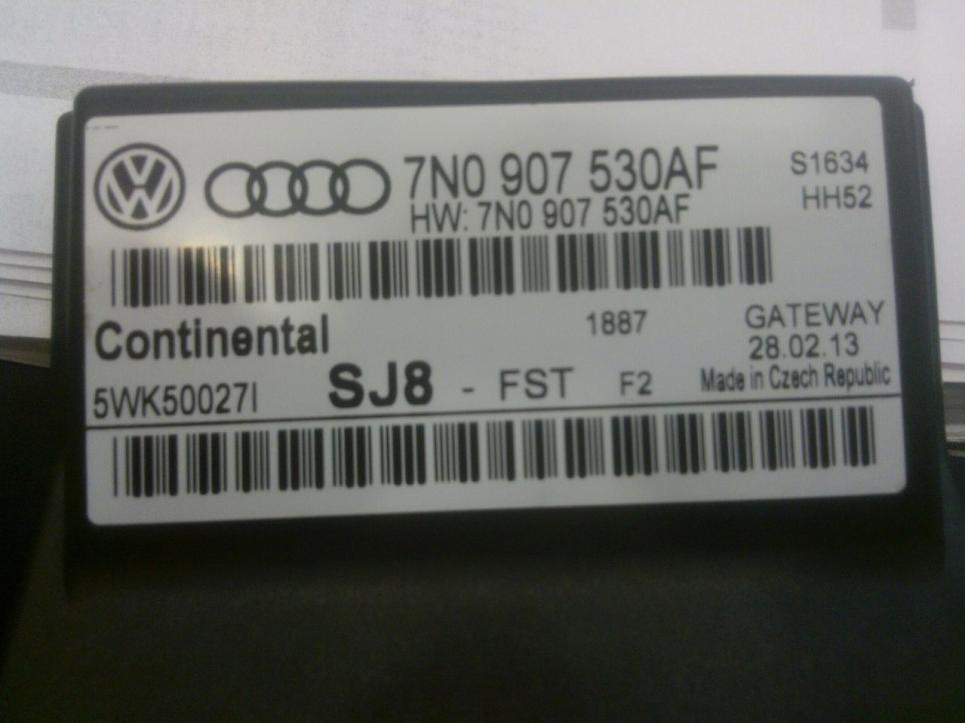 7N0 907 530AF
S1634
HW: 7N0 907 530AF
HH52
Continental
1887
GATEWAY
28.02.13
5WK50027I
SJ8 - FST F2
Made in Czech Republic